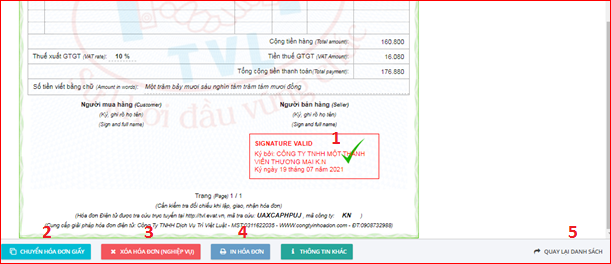 Cộng tiền hàng (Total amount): 160.800
Thuế xuất GTGT (VAT rate): 10 % Tiền thuế GTGT (VAT Amount): 16.080
Tổng cộng tiền thanh toán (Total payment): 176.880
Số tiền viết bằng chữ (Amount in words): Một trăm bảy mươi sáu nghìn tám trăm tám mươi đồng
TVL
Người mua hàng (Customer) Người bán hàng (Seller)
(Ký, ghi rõ họ tên) (Ký, ghi rõ họ tên)
(Sign and full name) (Sign and full name)
1
SIGNATURE VALID
Ký bởi: CÔNG TY TNHH MỘT THÀNH
VIÊN THƯƠNG MẠI K.N
Ký ngày 19 tháng 07 năm 2021
Trang (Page) 1 / 1
(Cần kiểm tra đối chiếu khi lập, giao, nhận hóa đơn)
(Hóa đơn Điện tử được tra cứu trực tuyến tại http://tvl.evat.vn, mã tra cứu: UAXCAPHPUJ, mã công ty: KN )
(Cung cấp giải pháp hóa đơn điện tử: Công Ty TNHH Dịch Vụ Trí Việt Luật - MST:0311622035 - WWW.congtyinhoadon.com - ĐT:0908732988)
2 3 4 5
CHUYỂN HÓA ĐƠN GIẤY XÓA HÓA ĐƠN (NGHIỆP VỤ) IN HÓA ĐƠN THÔNG TIN KHÁC QUAY LẠI DANH SÁCH